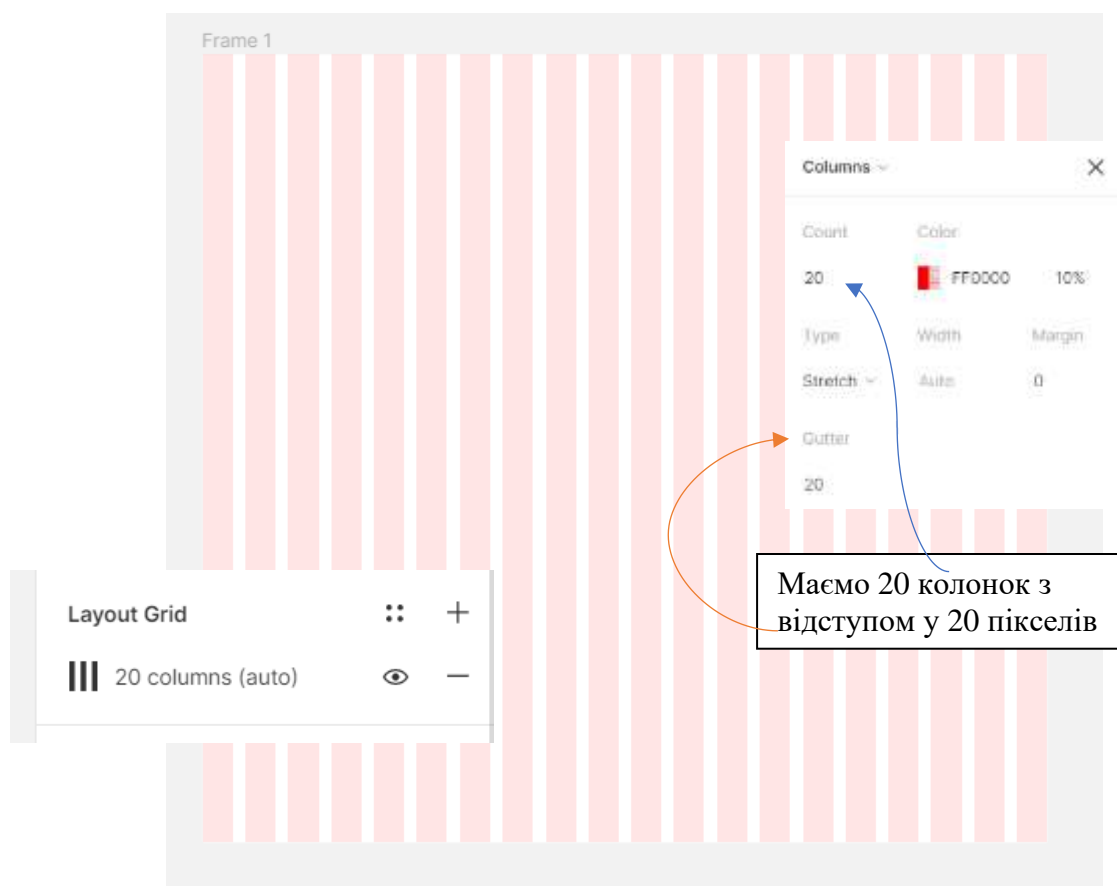 Frame 1
Columns
Count Color
20 FF0000 10%
Type Width Margin
Stretch Auto 0
Gutter
20
Маємо 20 колонок з
відступом у 20 пікселів
Layout Grid
20 columns (auto)